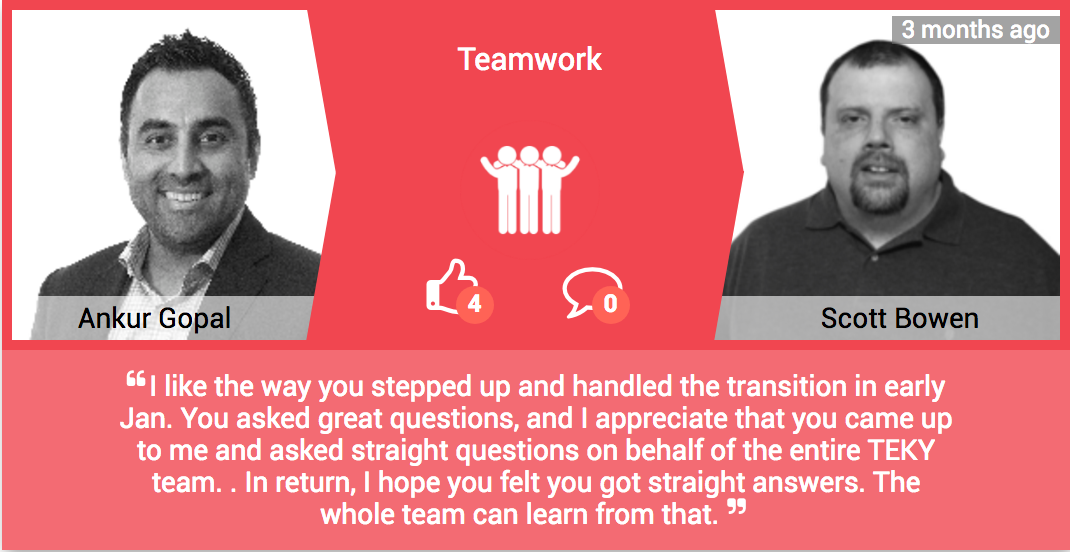 3 months ago
Teamwork
4
0
Ankur Gopal
Scott Bowen
“I like the way you stepped up and handled the transition in early
Jan. You asked great questions, and I appreciate that you came up
to me and asked straight questions on behalf of the entire TEKY
team. . In return, I hope you felt you got straight answers. The
whole team can learn from that. ”